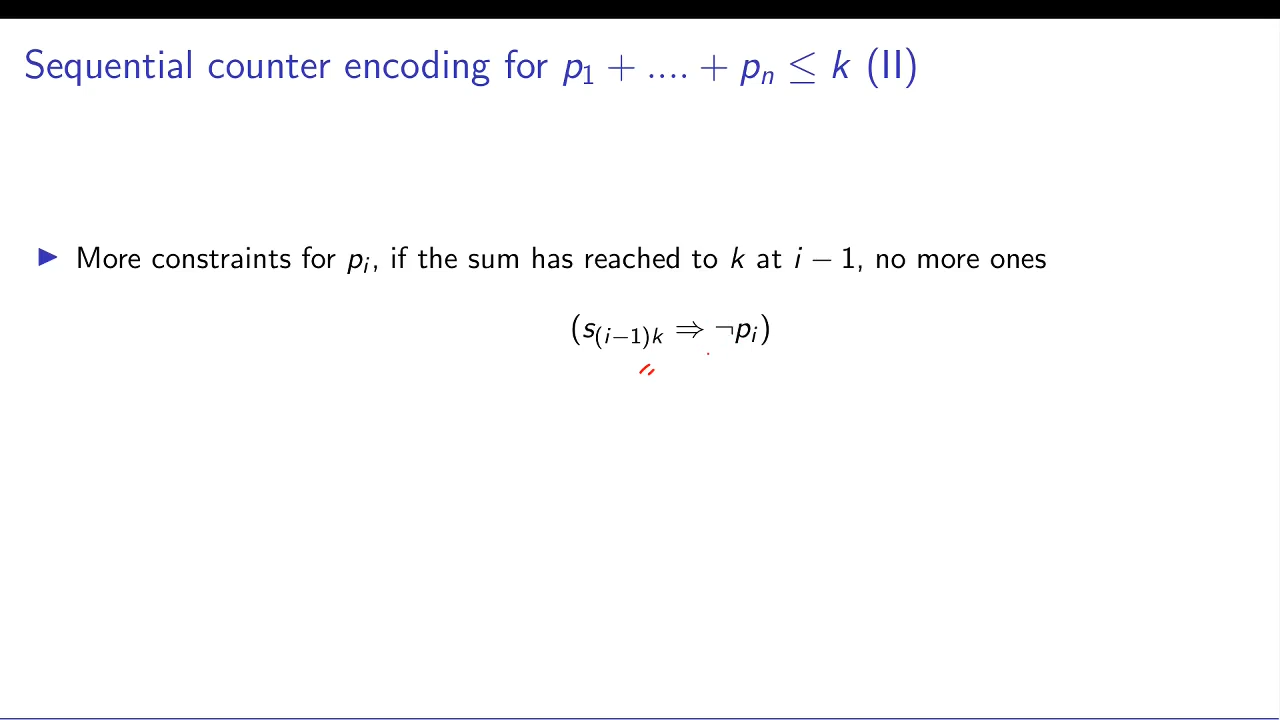 Sequential counter encoding for p₁ + .... + pₙ ≤ k (II)
▶ More constraints for pᵢ, if the sum has reached to k at i − 1, no more ones
(s₍ᵢ₋₁₎ₖ ⇒ ¬pᵢ)